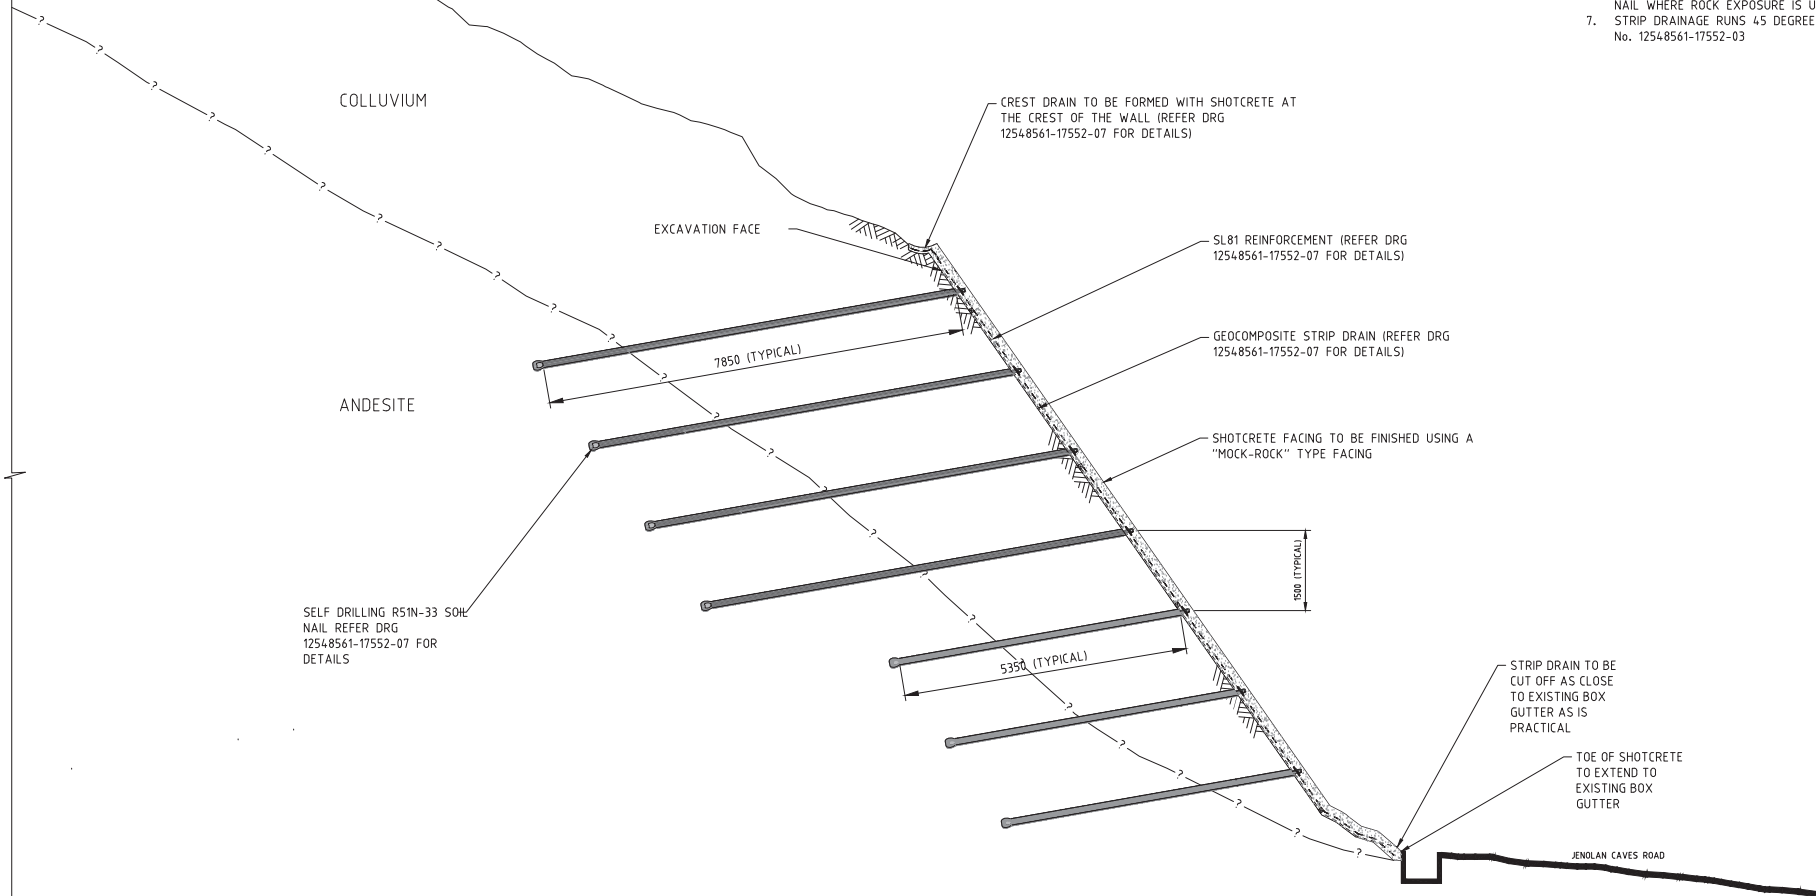 NAIL WHERE ROCK EXPOSURE IS U
7. STRIP DRAINAGE RUNS 45 DEGREE
No. 12548561-17552-03
COLLUVIUM
CREST DRAIN TO BE FORMED WITH SHOTCRETE AT
THE CREST OF THE WALL (REFER DRG
12548561-17552-07 FOR DETAILS)
EXCAVATION FACE
SL81 REINFORCEMENT (REFER DRG
12548561-17552-07 FOR DETAILS)
GEOCOMPOSITE STRIP DRAIN (REFER DRG
12548561-17552-07 FOR DETAILS)
7850 (TYPICAL)
ANDESITE
SHOTCRETE FACING TO BE FINISHED USING A
"MOCK-ROCK" TYPE FACING
1500 (TYPICAL)
SELF DRILLING R51N-33 SOIL
NAIL REFER DRG
12548561-17552-07 FOR
DETAILS
5350 (TYPICAL)
STRIP DRAIN TO BE
CUT OFF AS CLOSE
TO EXISTING BOX
GUTTER AS IS
PRACTICAL
TOE OF SHOTCRETE
TO EXTEND TO
EXISTING BOX
GUTTER
JENOLAN CAVES ROAD